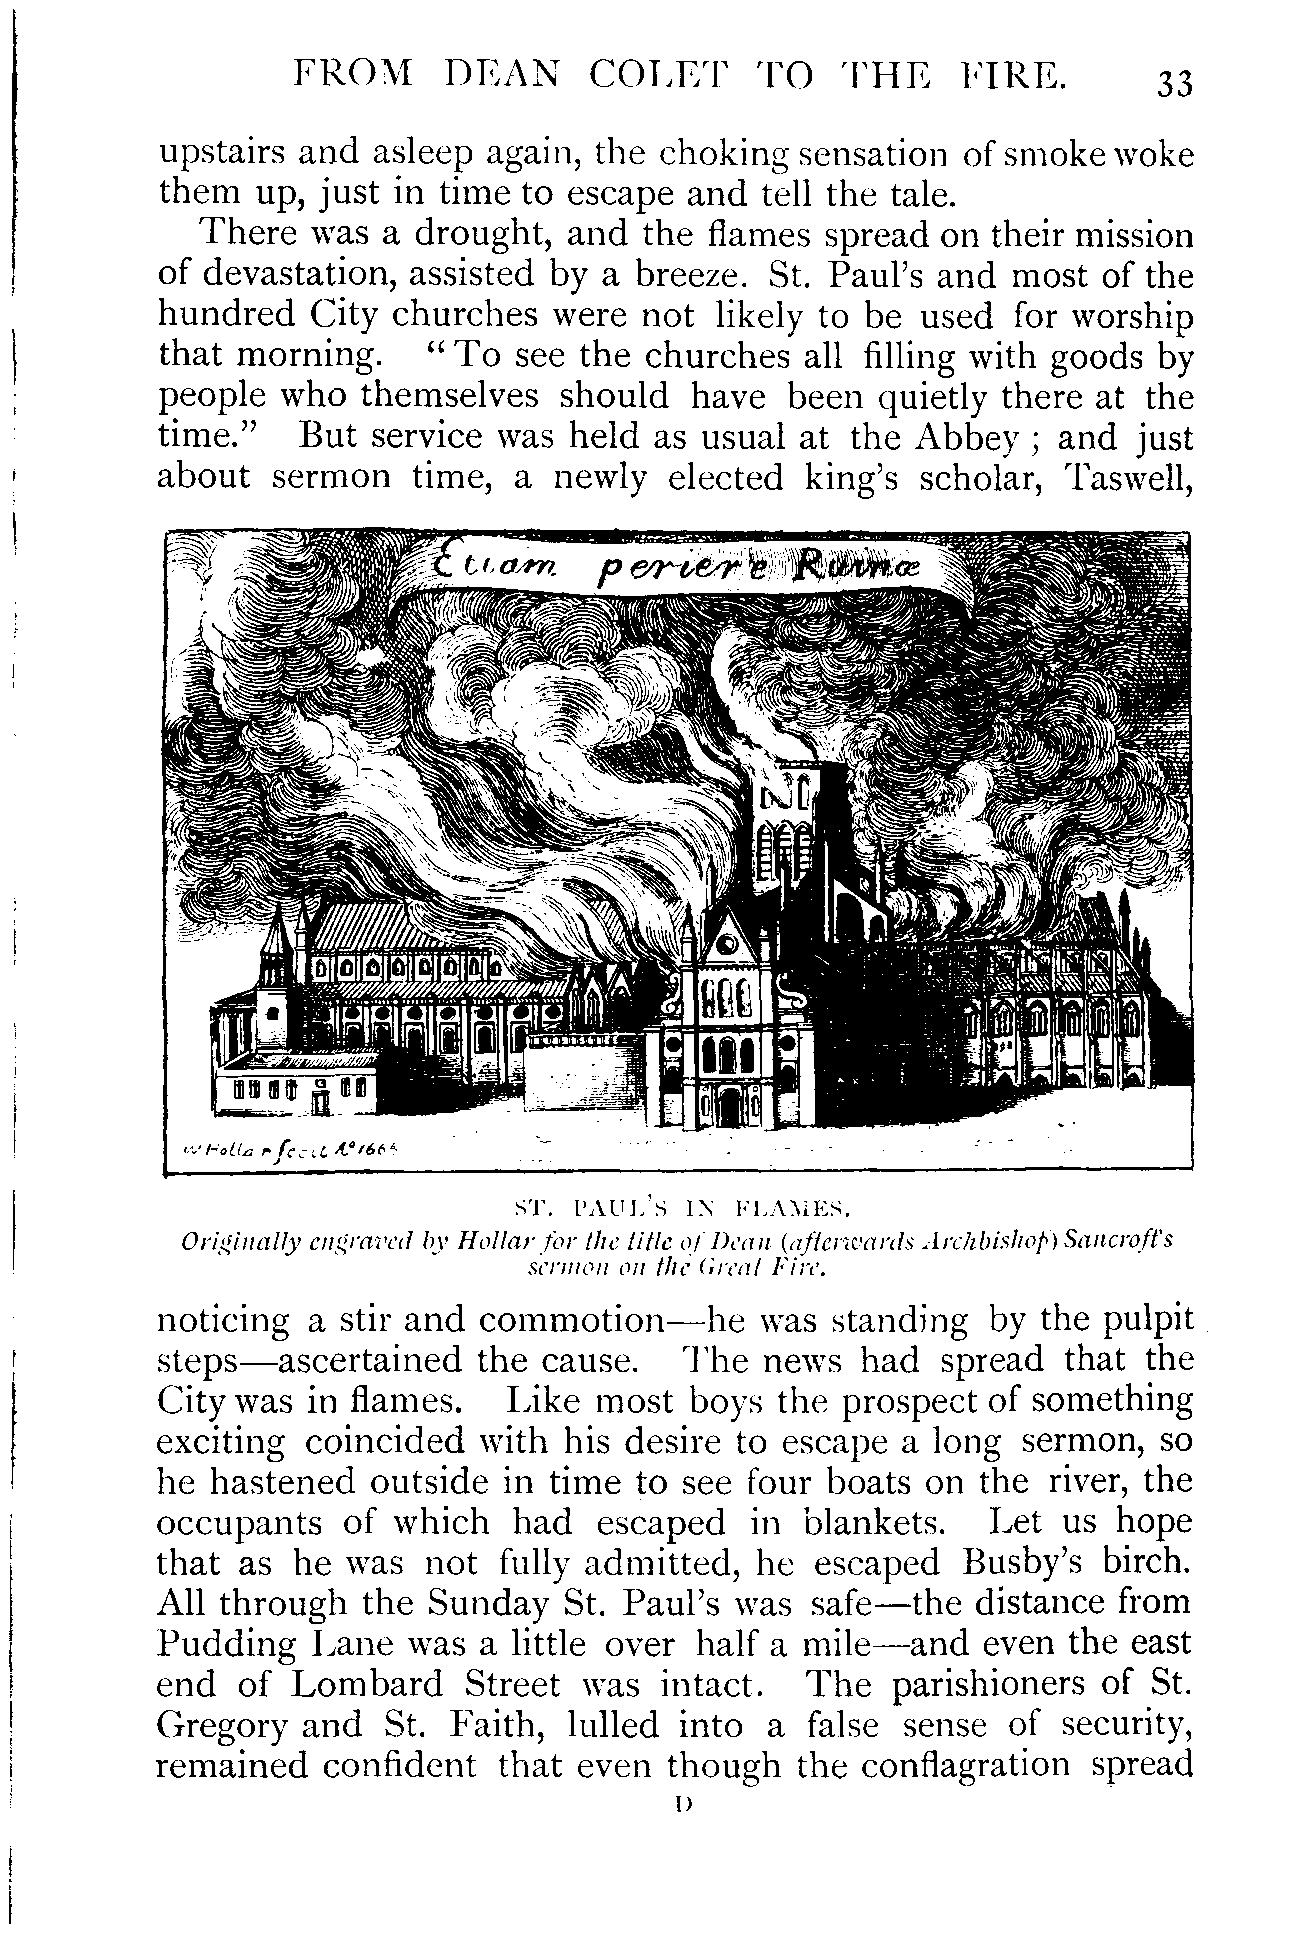 FROM DEAN COLET TO THE FIRE. 33
upstairs and asleep again, the choking sensation of smoke woke
them up, just in time to escape and tell the tale.
There was a drought, and the flames spread on their mission
of devastation, assisted by a breeze. St. Paul's and most of the
hundred City churches were not likely to be used for worship
that morning. “To see the churches all filling with goods by
people who themselves should have been quietly there at the
time.” But service was held as usual at the Abbey; and just
about sermon time, a newly elected king's scholar, Taswell,
Etiam periere Ruinæ
W Hollar fecit Aº 166
ST. PAUL'S IN FLAMES.
Originally engraved by Hollar for the title of Dean (afterwards Archbishop) Sancroft's
sermon on the Great Fire.
noticing a stir and commotion—he was standing by the pulpit
steps—ascertained the cause. The news had spread that the
City was in flames. Like most boys the prospect of something
exciting coincided with his desire to escape a long sermon, so
he hastened outside in time to see four boats on the river, the
occupants of which had escaped in blankets. Let us hope
that as he was not fully admitted, he escaped Busby's birch.
All through the Sunday St. Paul's was safe—the distance from
Pudding Lane was a little over half a mile—and even the east
end of Lombard Street was intact. The parishioners of St.
Gregory and St. Faith, lulled into a false sense of security,
remained confident that even though the conflagration spread
D